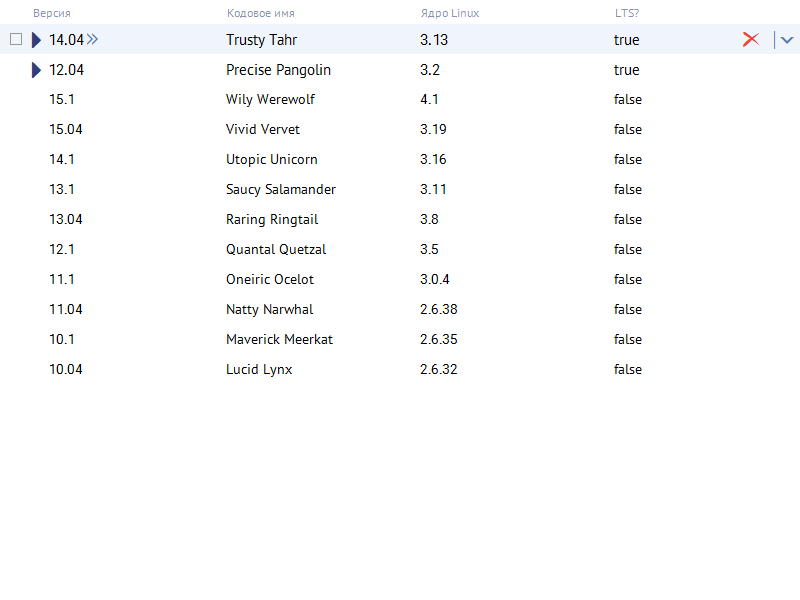 Версия Кодовое имя Ядро Linux LTS?
14.04 Trusty Tahr 3.13 true
12.04 Precise Pangolin 3.2 true
15.1 Wily Werewolf 4.1 false
15.04 Vivid Vervet 3.19 false
14.1 Utopic Unicorn 3.16 false
13.1 Saucy Salamander 3.11 false
13.04 Raring Ringtail 3.8 false
12.1 Quantal Quetzal 3.5 false
11.1 Oneiric Ocelot 3.0.4 false
11.04 Natty Narwhal 2.6.38 false
10.1 Maverick Meerkat 2.6.35 false
10.04 Lucid Lynx 2.6.32 false